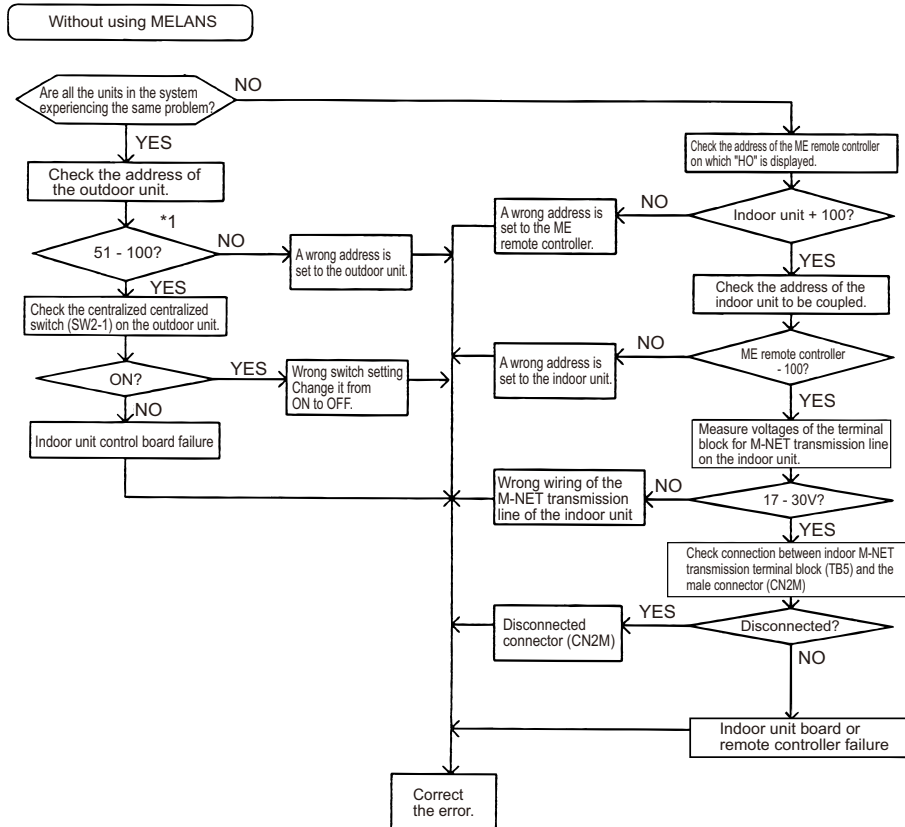 Without using MELANS
Are all the units in the system
experiencing the same problem?
NO
YES
Check the address of
the outdoor unit.
*1
51 - 100?
NO
A wrong address is
set to the outdoor unit.
YES
Check the centralized centralized
switch (SW2-1) on the outdoor unit.
ON?
YES
Wrong switch setting
Change it from
ON to OFF.
NO
Indoor unit control board failure
Check the address of the ME remote controller
on which "HO" is displayed.
Indoor unit + 100?
NO
A wrong address is
set to the ME
remote controller.
YES
Check the address of the
indoor unit to be coupled.
ME remote controller
- 100?
NO
A wrong address is
set to the indoor unit.
YES
Measure voltages of the terminal
block for M-NET transmission line
on the indoor unit.
17 - 30V?
NO
Wrong wiring of the
M-NET transmission
line of the indoor unit
YES
Check connection between indoor M-NET
transmission terminal block (TB5) and the
male connector (CN2M)
Disconnected?
YES
Disconnected
connector (CN2M)
NO
Indoor unit board or
remote controller failure
Correct
the error.